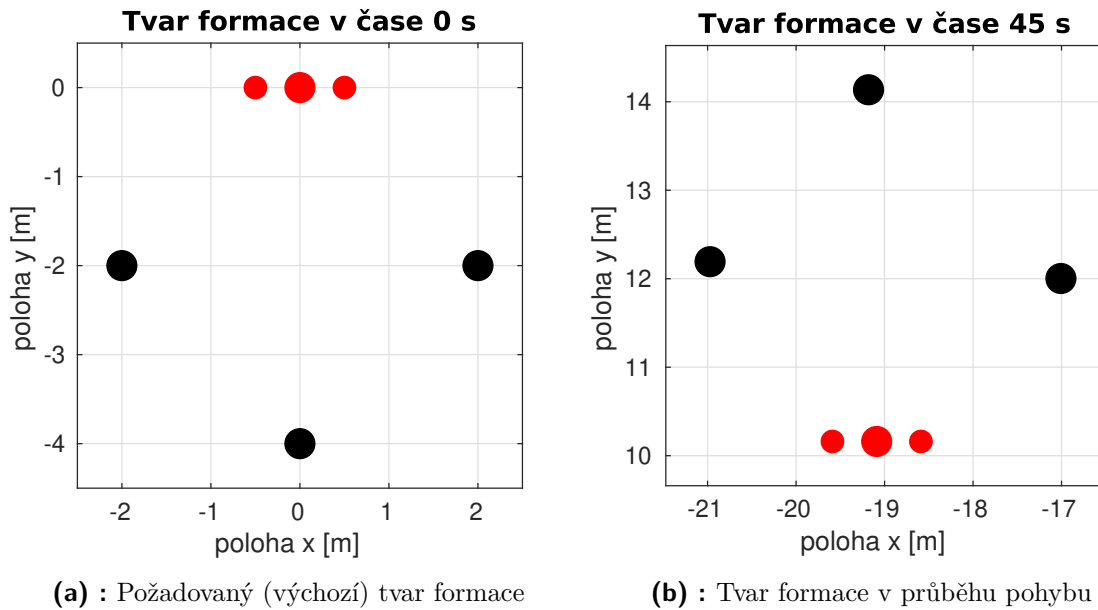 Tvar formace v čase 0 s
0
-1
-2
-3
-4
poloha y [m]
-2
-1
0
1
2
poloha x [m]
(a) : Požadovaný (výchozí) tvar formace
Tvar formace v čase 45 s
14
13
12
11
10
poloha y [m]
-21
-20
-19
-18
-17
poloha x [m]
(b) : Tvar formace v průběhu pohybu